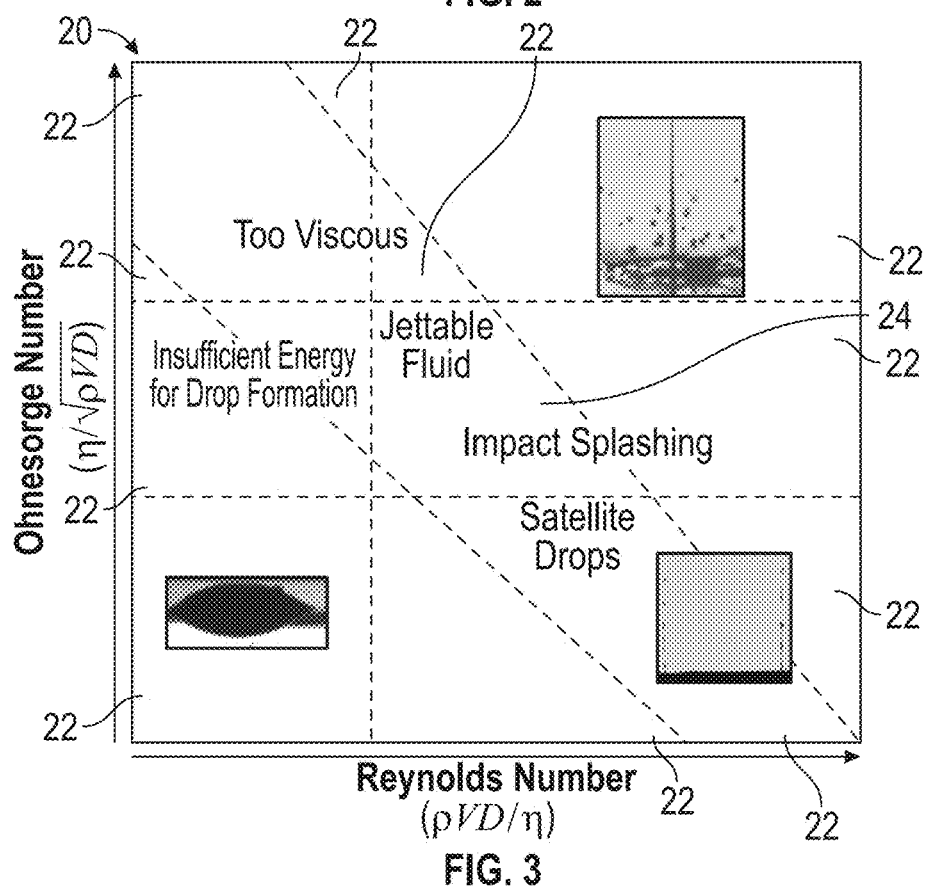 20
22
22
22
Too Viscous
22
22
Jettable
Fluid
24
22
Insufficient Energy
for Drop Formation
Impact Splashing
22
Satellite
Drops
22
22
22
22
Ohnesorge Number
(η/√ρVD)
Reynolds Number
(ρVD/η)
FIG. 3